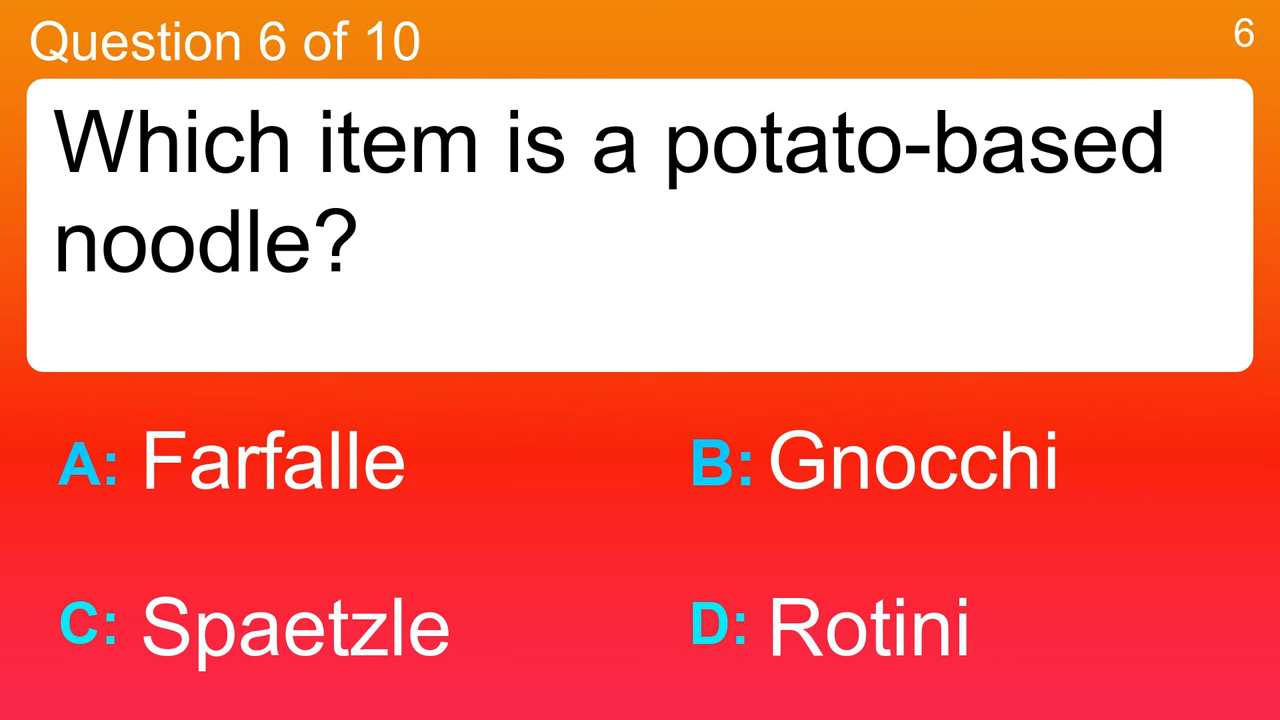 Question 6 of 10
6
Which item is a potato-based
noodle?
A: Farfalle
B: Gnocchi
C: Spaetzle
D: Rotini